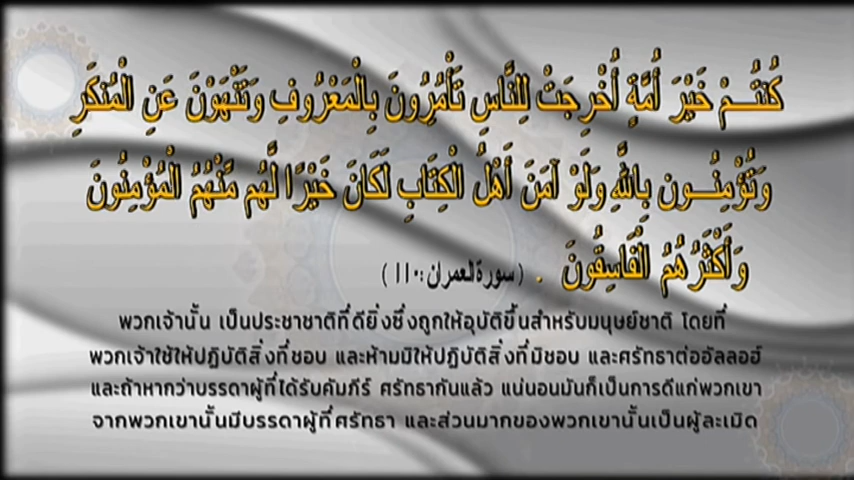 كُنتُـــمْ خَيْرَ أُمَّةٍ أُخْرِجَتْ لِلنَّاسِ تَأْمُرُونَ بِالْمَعْرُوفِ وَتَنْهَوْنَ عَنِ الْمُنكَرِ
وَتُؤْمِنُـــون بِاللَّهِ وَلَوْ آمَنَ أَهْلُ الْكِتَابِ لَكَانَ خَيْرًا لَّهُم مِّنْهُمُ الْمُؤْمِنُونَ
وَأَكْثَرُهُمُ الْفَاسِقُونَ . (سورة العمران:١١٠)
พวกเจ้านั้น เป็นประชาชาติที่ดียิ่งซึ่งถูกให้อุบัติขึ้นสำหรับมนุษย์ชาติ โดยที่
พวกเจ้าใช้ให้ปฏิบัติสิ่งที่ชอบ และห้ามมิให้ปฏิบัติสิ่งที่มิชอบ และศรัทธาต่ออัลลอฮ์
และถ้าหากว่าบรรดาผู้ที่ได้รับคัมภีร์ ศรัทธากันแล้ว แน่นอนมันก็เป็นการดีแก่พวกเขา
จากพวกเขานั้นมีบรรดาผู้ที่ศรัทธา และส่วนมากของพวกเขานั้นเป็นผู้ละเมิด